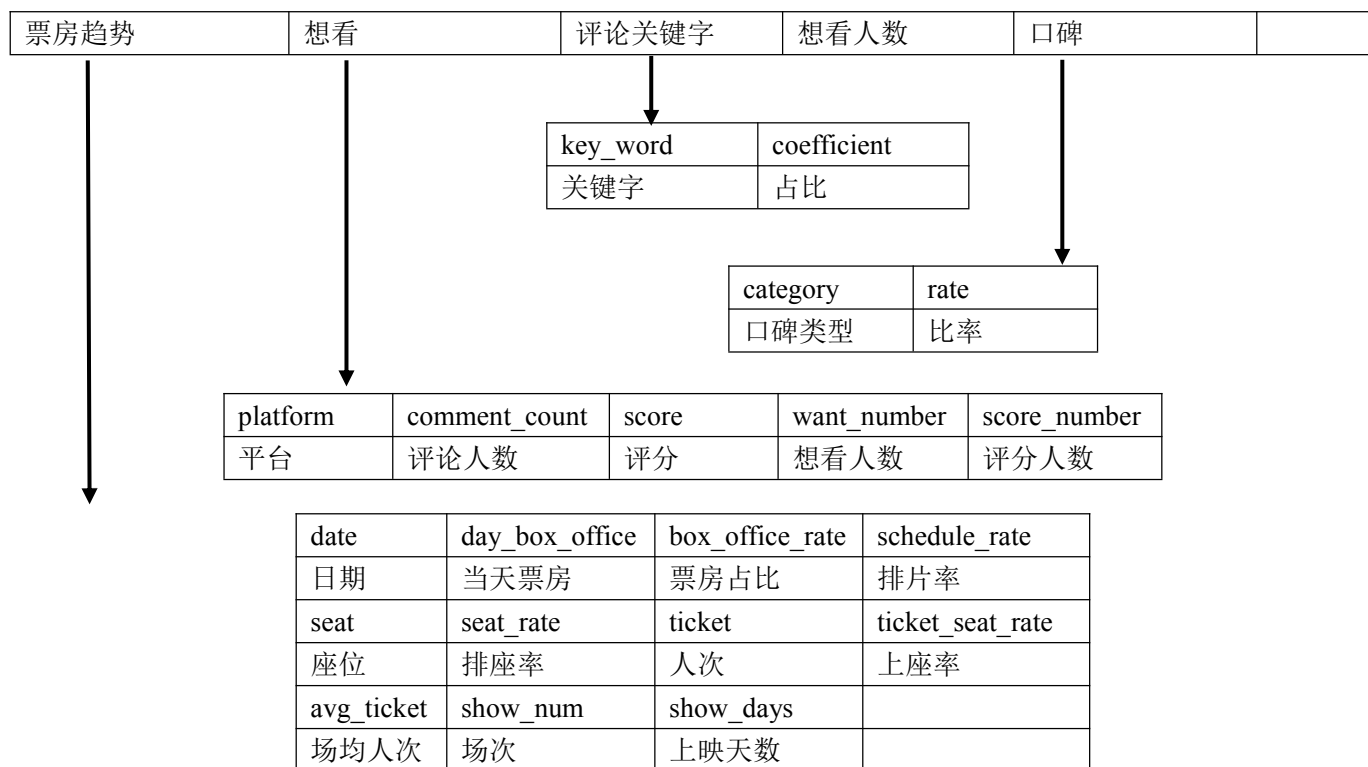 票房趋势 想看 评论关键字 想看人数 口碑
key_word coefficient
关键字 占比
category rate
口碑类型 比率
platform comment_count score want_number score_number
平台 评论人数 评分 想看人数 评分人数
date day_box_office box_office_rate schedule_rate
日期 当天票房 票房占比 排片率
seat seat_rate ticket ticket_seat_rate
座位 排座率 人次 上座率
avg_ticket show_num show_days
场均人次 场次 上映天数